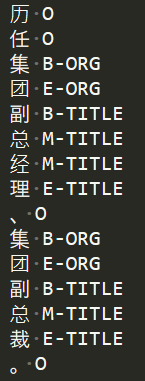 历 O
任 O
集 B-ORG
团 E-ORG
副 B-TITLE
总 M-TITLE
经 M-TITLE
理 E-TITLE
、 O
集 B-ORG
团 E-ORG
副 B-TITLE
总 M-TITLE
裁 E-TITLE
。 O